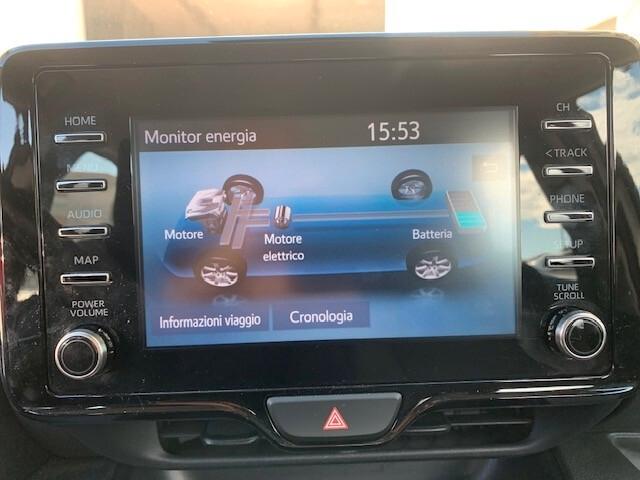 HOME
MENU
AUDIO
MAP
POWER
VOLUME
Monitor energia
15:53
Motore
Motore
elettrico
Batteria
Informazioni viaggio
Cronologia
CH
< TRACK
PHONE
SETUP
TUNE
SCROLL